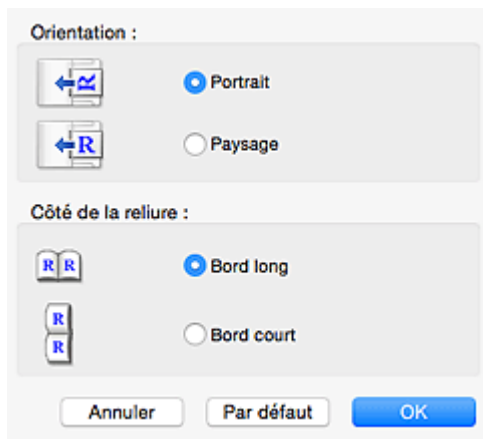 Orientation :
R
Portrait
R
Paysage
Côté de la reliure :
R R
Bord long
R
R
Bord court
Annuler Par défaut OK